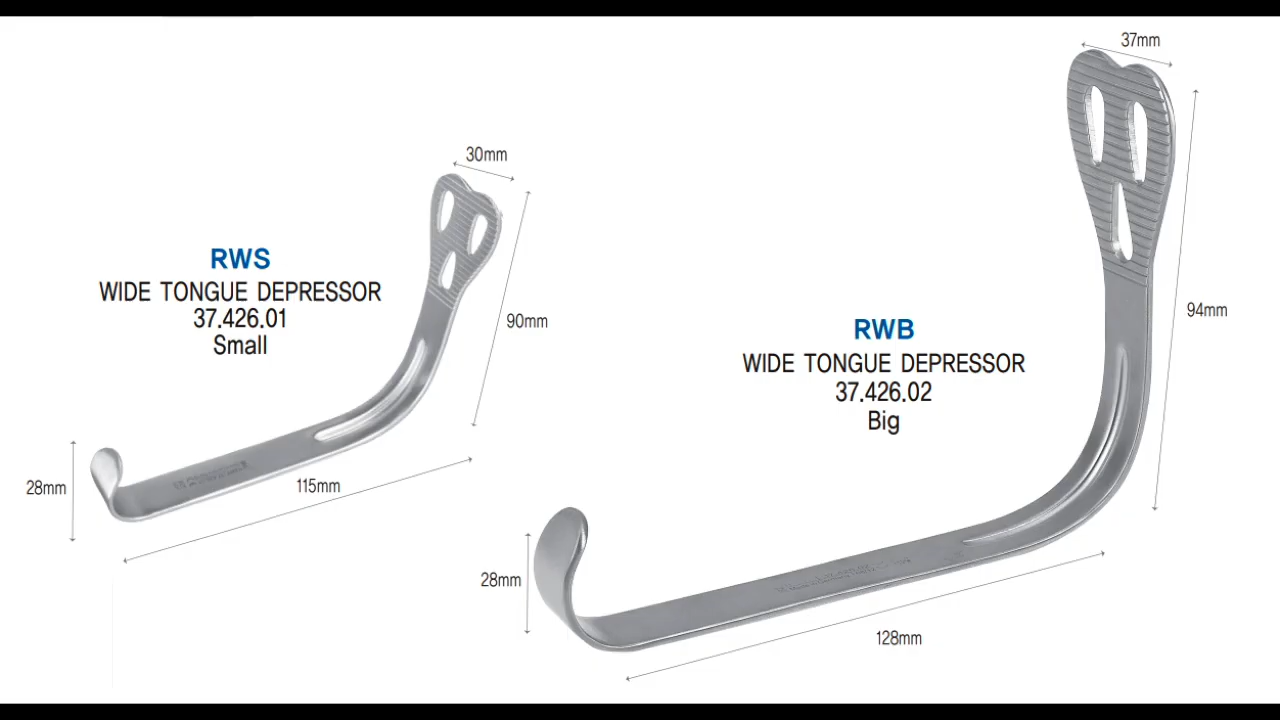 RWS
WIDE TONGUE DEPRESSOR
37.426.01
Small
30mm
90mm
28mm
115mm
RWB
WIDE TONGUE DEPRESSOR
37.426.02
Big
37mm
94mm
28mm
128mm